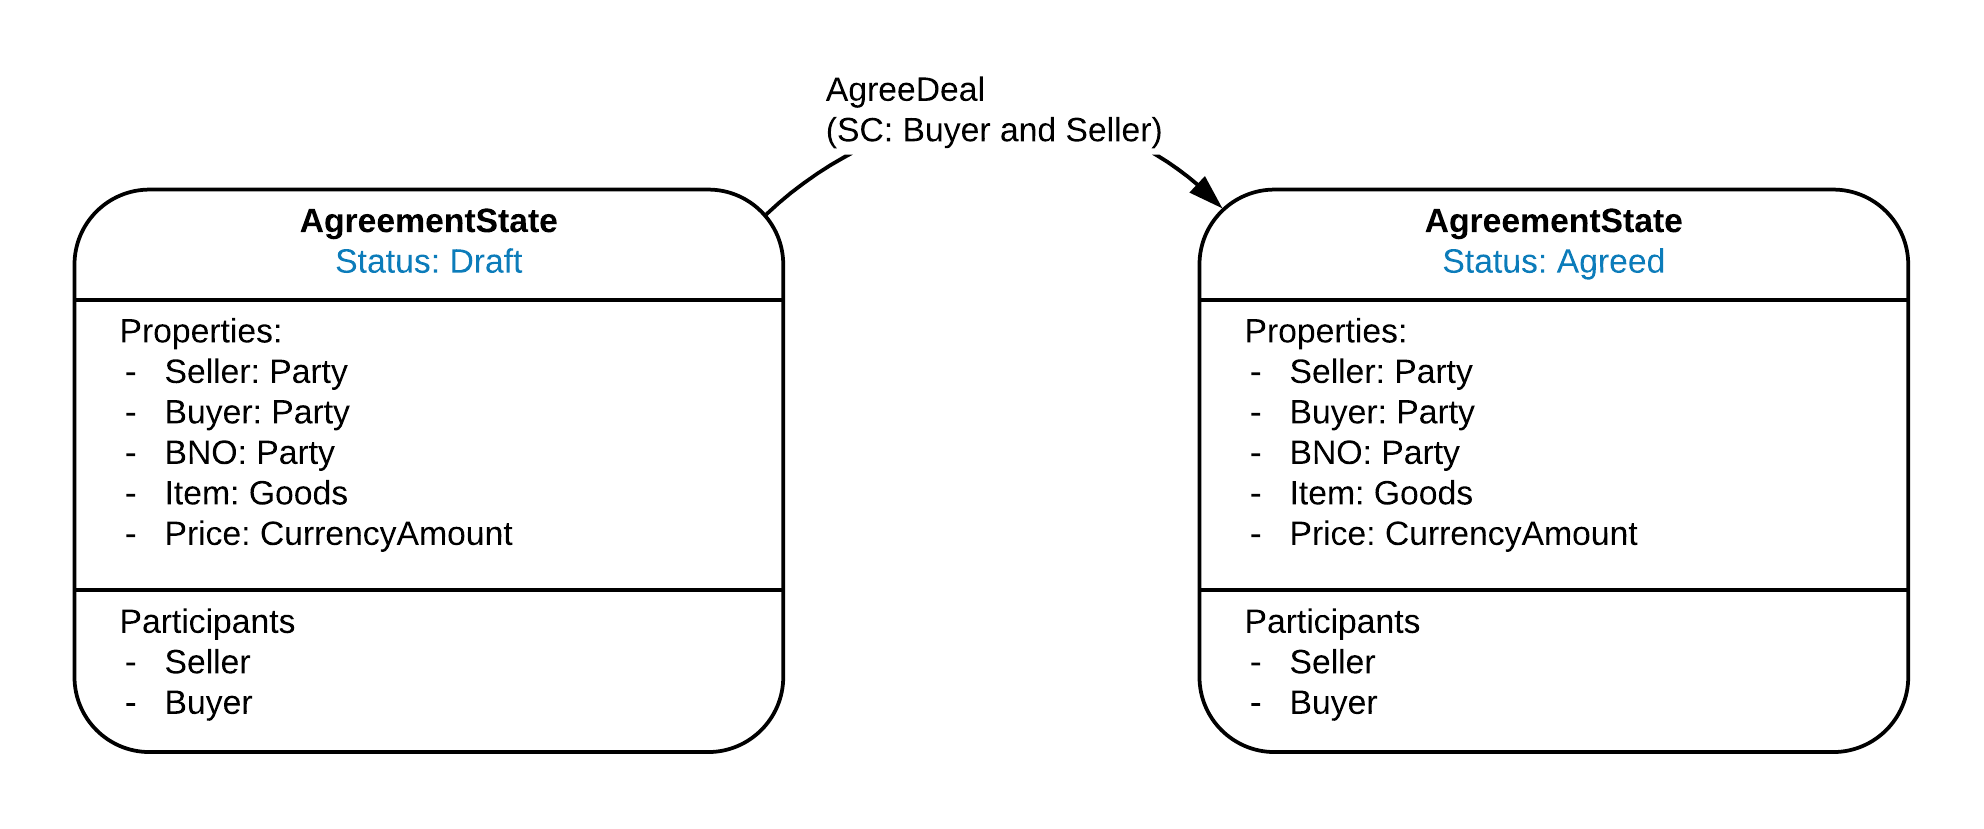 AgreeDeal
(SC: Buyer and Seller)
AgreementState
Status: Draft
Properties:
- Seller: Party
- Buyer: Party
- BNO: Party
- Item: Goods
- Price: CurrencyAmount
Participants
- Seller
- Buyer
AgreementState
Status: Agreed
Properties:
- Seller: Party
- Buyer: Party
- BNO: Party
- Item: Goods
- Price: CurrencyAmount
Participants
- Seller
- Buyer